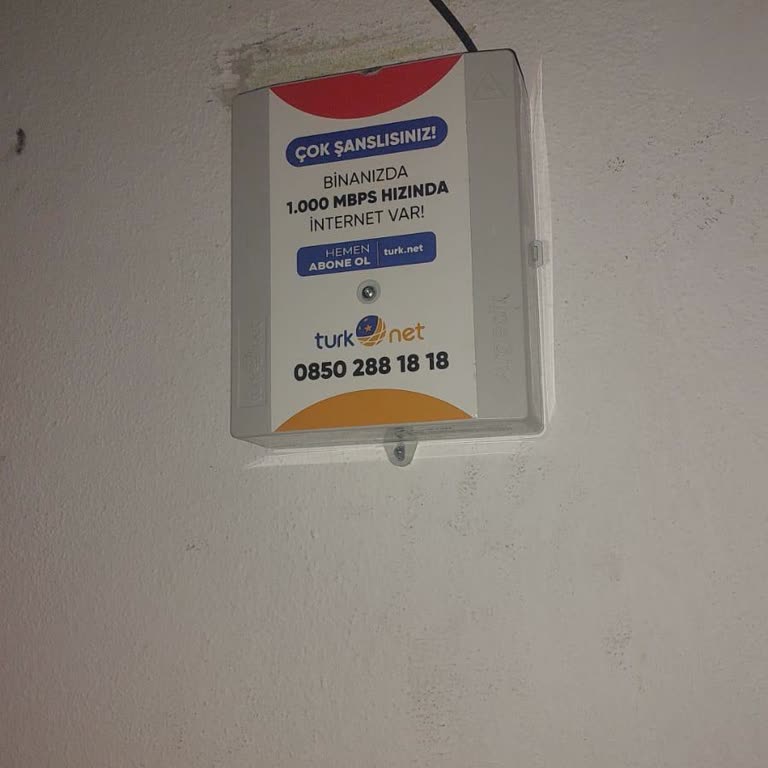 ÇOK ŞANSLISINIZ!
BİNANIZDA
1.000 MBPS HIZINDA
İNTERNET VAR!
HEMEN
ABONE OL
turk.net
turk net
0850 288 18 18